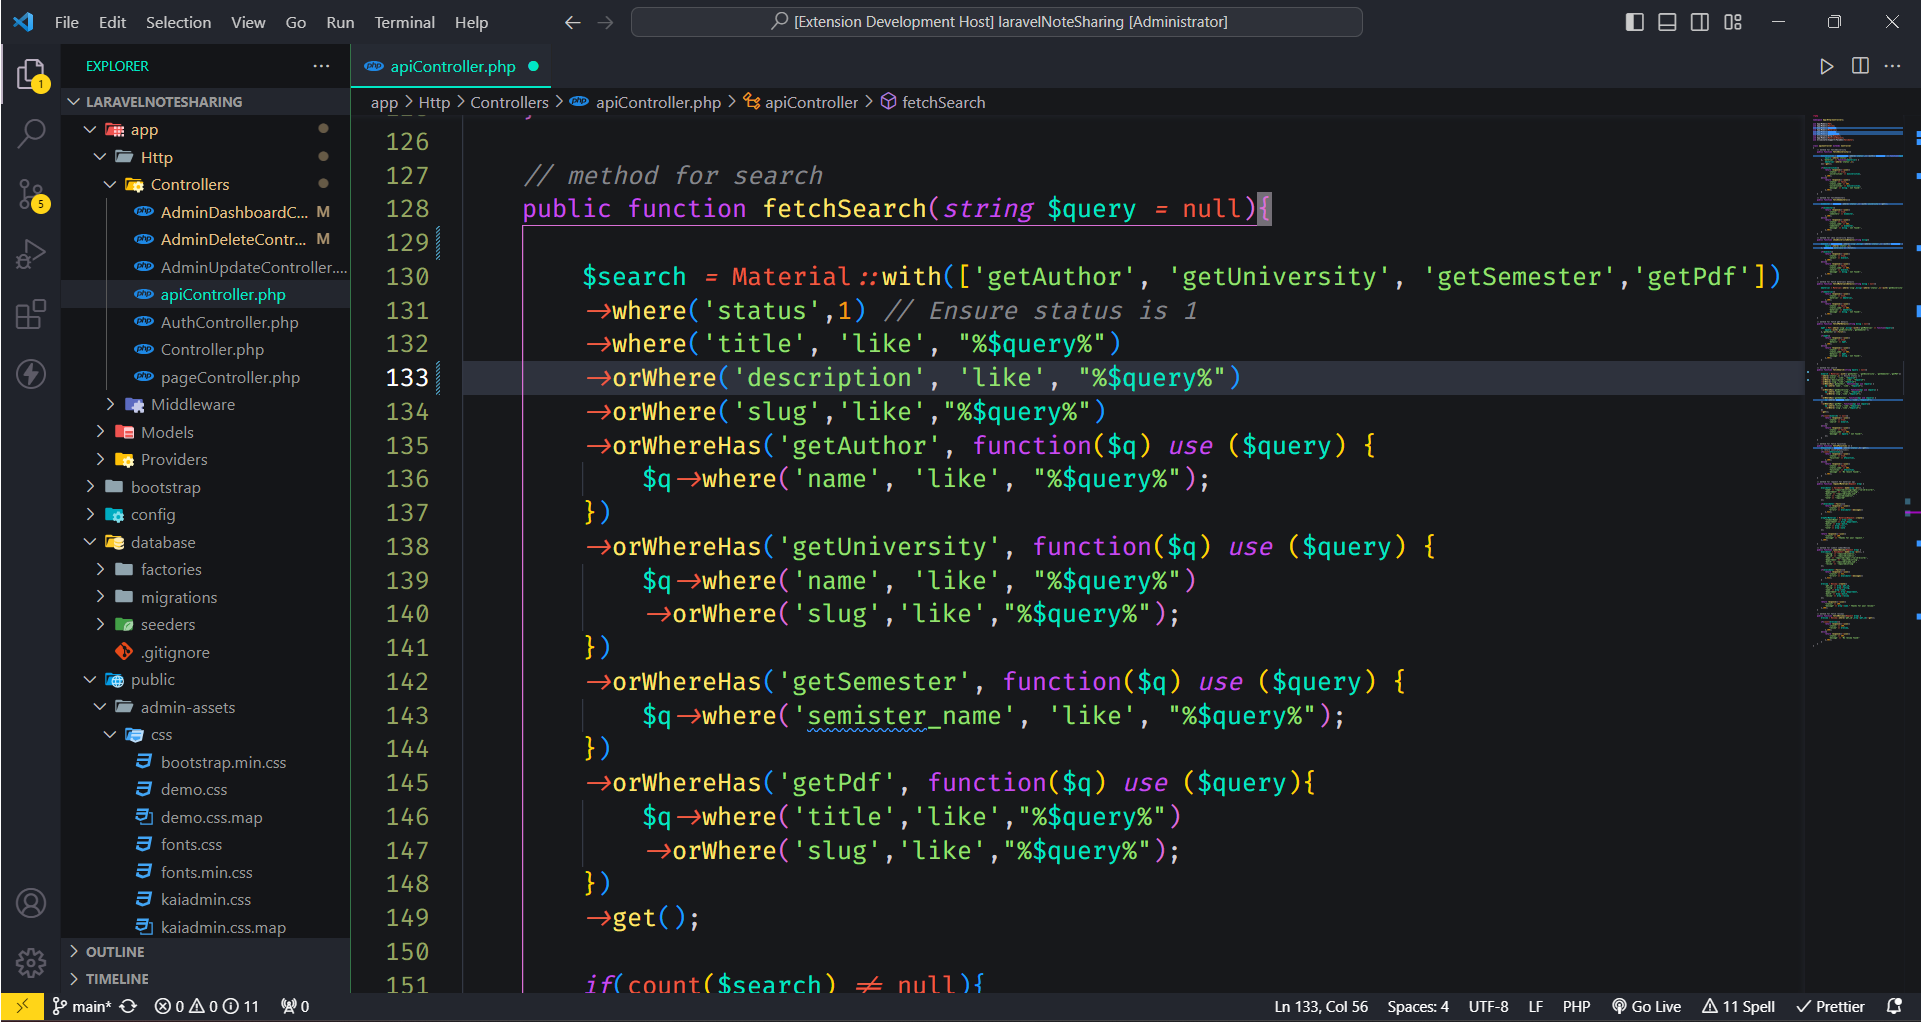 File Edit Selection View Go Run Terminal Help
[Extension Development Host] laravelNoteSharing [Administrator]
EXPLORER
apiController.php
LARAVELNOTESHARING
app > Http > Controllers > apiController.php > apiController > fetchSearch
app
Http
Controllers
AdminDashboardC... M
AdminDeleteContr... M
AdminUpdateController....
apiController.php
AuthController.php
Controller.php
pageController.php
Middleware
Models
Providers
bootstrap
config
database
factories
migrations
seeders
.gitignore
public
admin-assets
css
bootstrap.min.css
demo.css
demo.css.map
fonts.css
fonts.min.css
kaiadmin.css
kaiadmin.css.map
OUTLINE
TIMELINE
1
5
126
127 // method for search
128 public function fetchSearch(string $query = null){
129
130 $search = Material::with(['getAuthor', 'getUniversity', 'getSemester','getPdf'])
131 ->where('status',1) // Ensure status is 1
132 ->where('title', 'like', "%$query%")
133 ->orWhere('description', 'like', "%$query%")
134 ->orWhere('slug','like',"%$query%")
135 ->orWhereHas('getAuthor', function($q) use ($query) {
136 $q->where('name', 'like', "%$query%");
137 })
138 ->orWhereHas('getUniversity', function($q) use ($query) {
139 $q->where('name', 'like', "%$query%")
140 ->orWhere('slug','like',"%$query%");
141 })
142 ->orWhereHas('getSemester', function($q) use ($query) {
143 $q->where('semister_name', 'like', "%$query%");
144 })
145 ->orWhereHas('getPdf', function($q) use ($query){
146 $q->where('title','like',"%$query%")
147 ->orWhere('slug','like',"%$query%");
148 })
149 ->get();
150
151 if(count($search) != null){
main* 0 0 11 0
Ln 133, Col 56 Spaces: 4 UTF-8 LF PHP Go Live 11 Spell Prettier